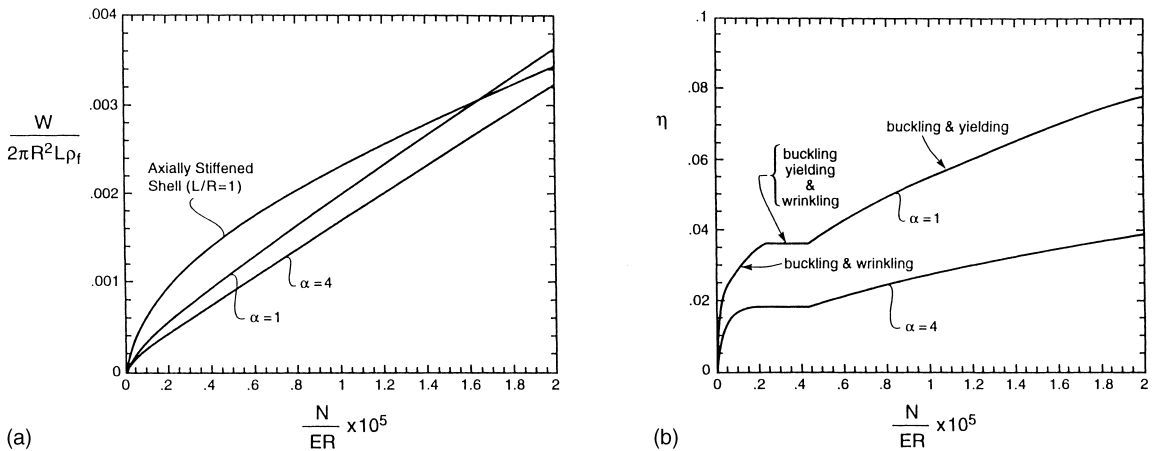 (a)
.004
.003
.002
.001
0
W
2πR²Lρf
Axially Stiffened
Shell (L/R=1)
α=4
α=1
0 .2 .4 .6 .8 1 1.2 1.4 1.6 1.8 2
N
ER
x10⁵
(b)
.1
.08
.06
.04
.02
0
η
buckling & yielding
buckling
yielding
&
wrinkling
α=1
buckling & wrinkling
α=4
0 .2 .4 .6 .8 1 1.2 1.4 1.6 1.8 2
N
ER
x10⁵